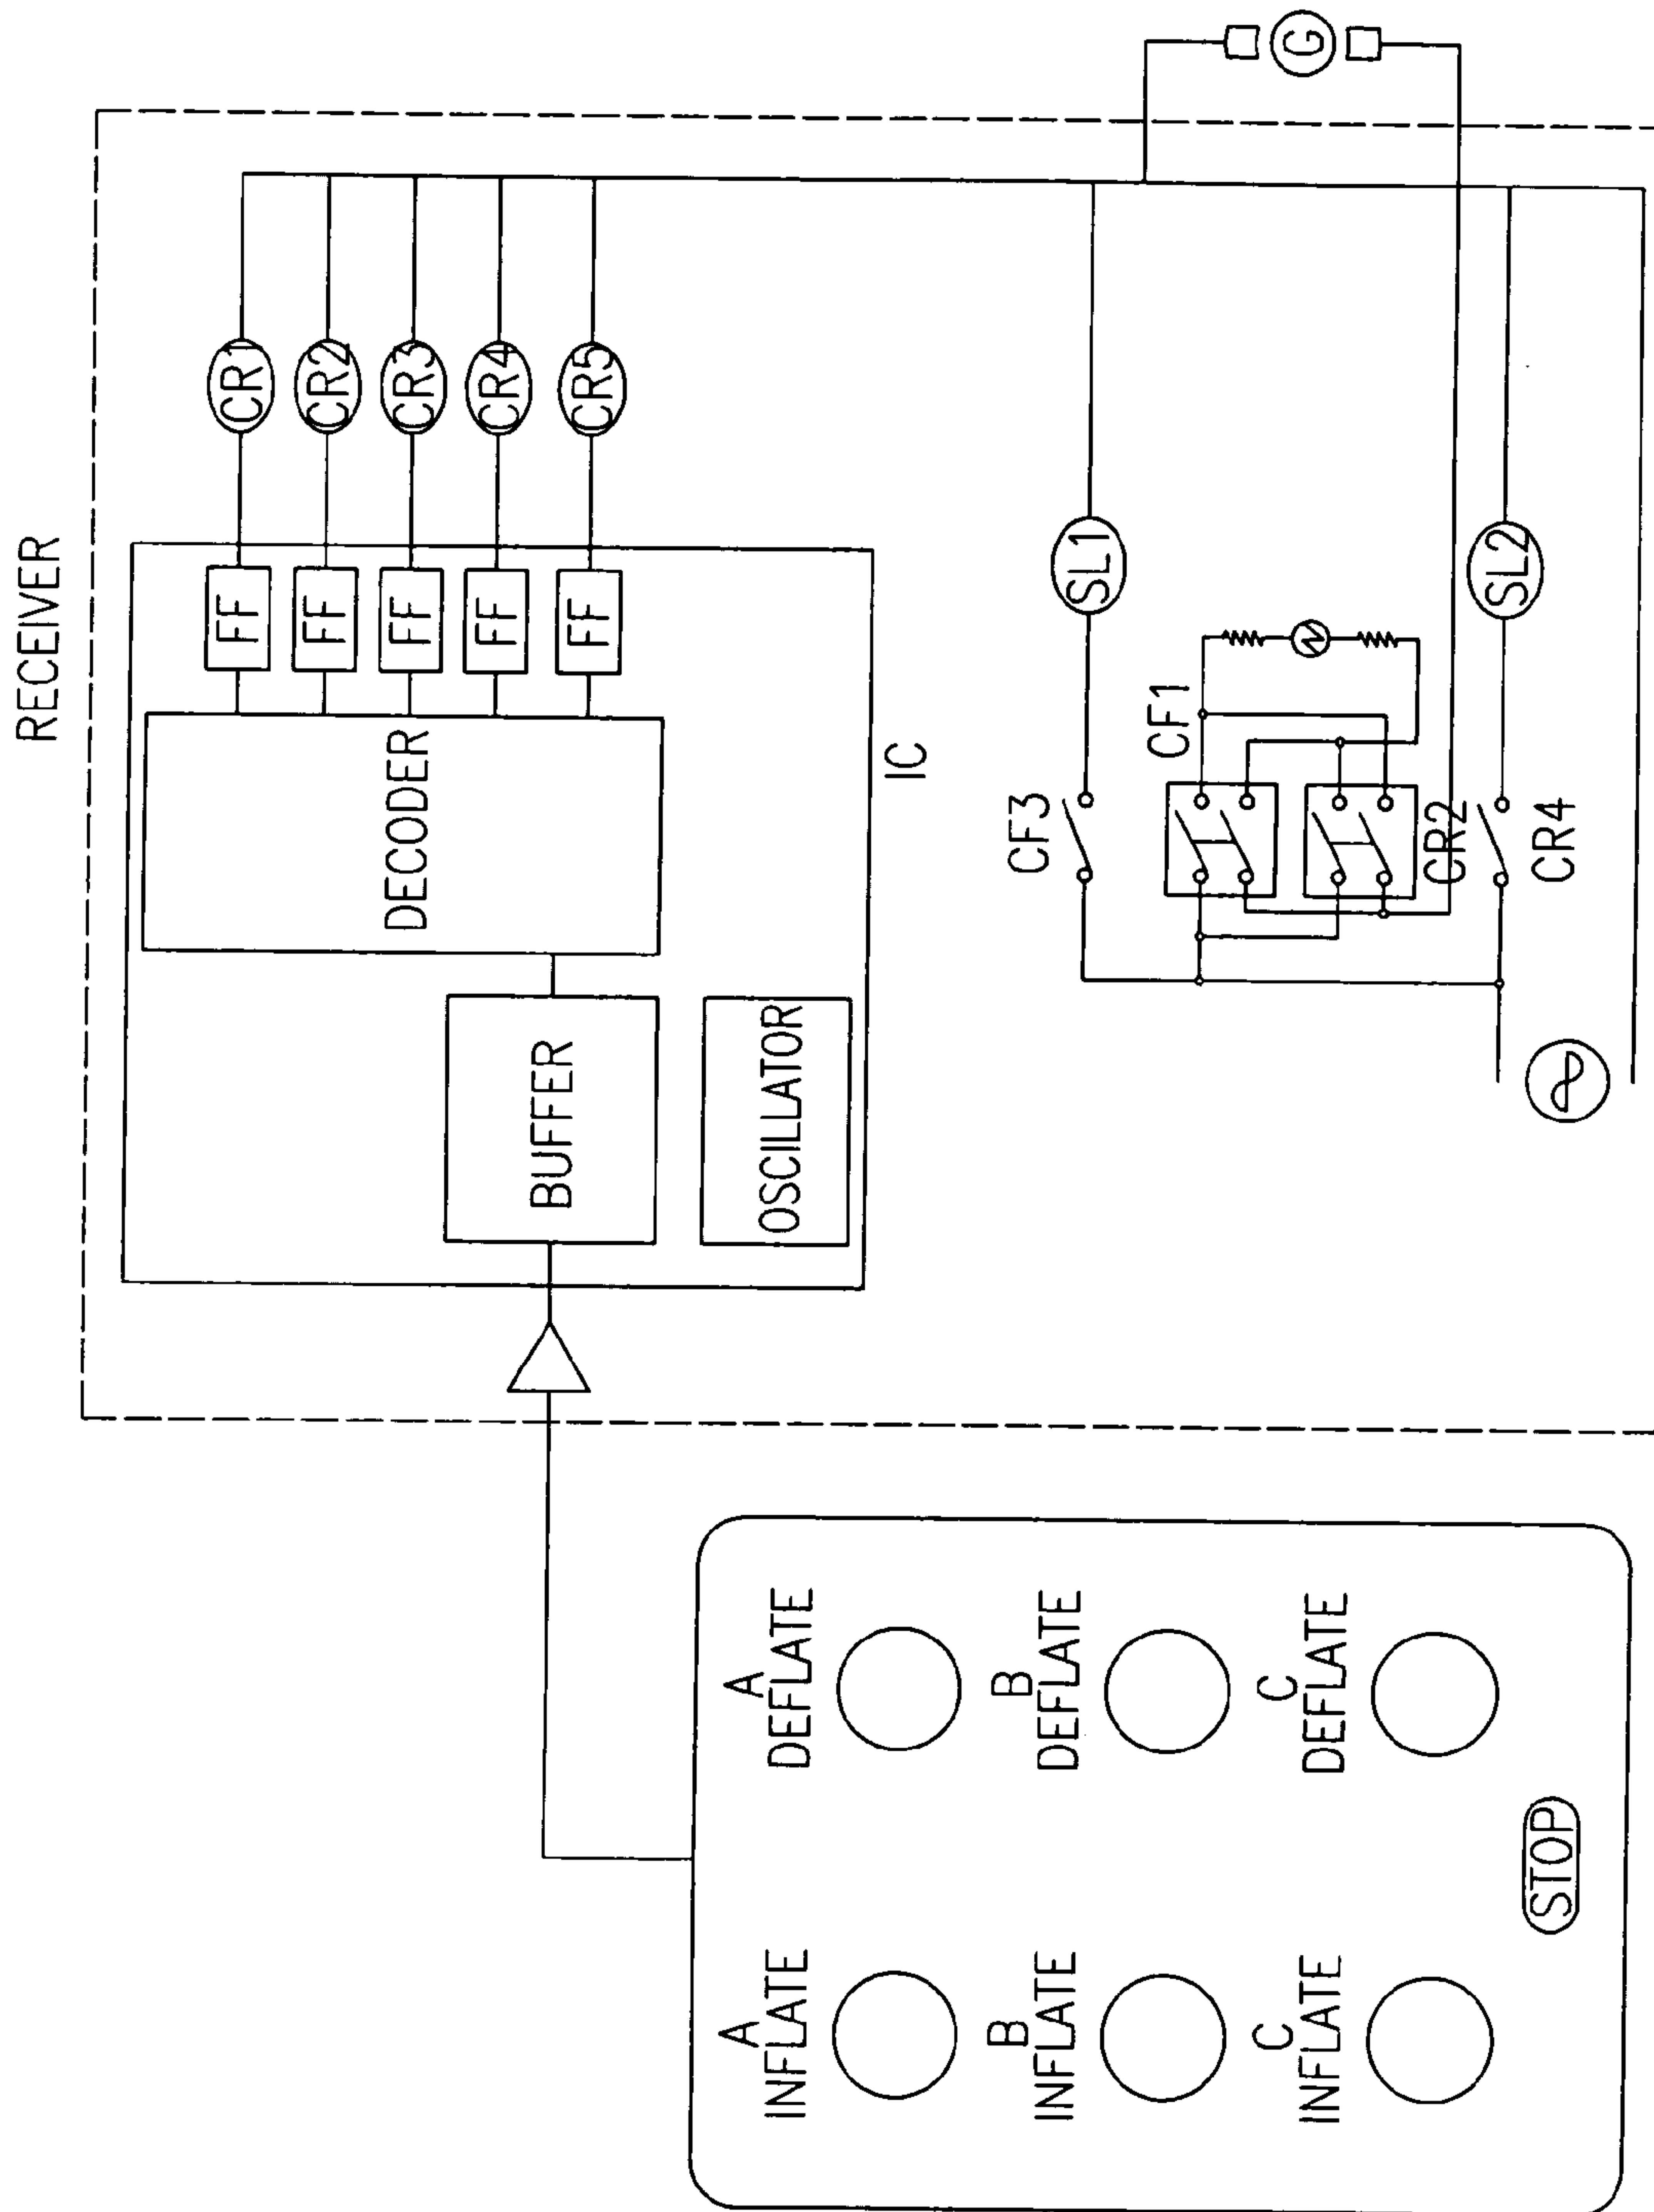 RECEIVER
CR1
CR2
CR3
CR4
CR5
FF
FF
FF
FF
FF
DECODER
BUFFER
OSCILLATOR
IC
G
SL1
SL2
CF3
CF1
N
CR2
CR4
A
DEFLATE
B
DEFLATE
C
DEFLATE
A
INFLATE
B
INFLATE
C
INFLATE
STOP